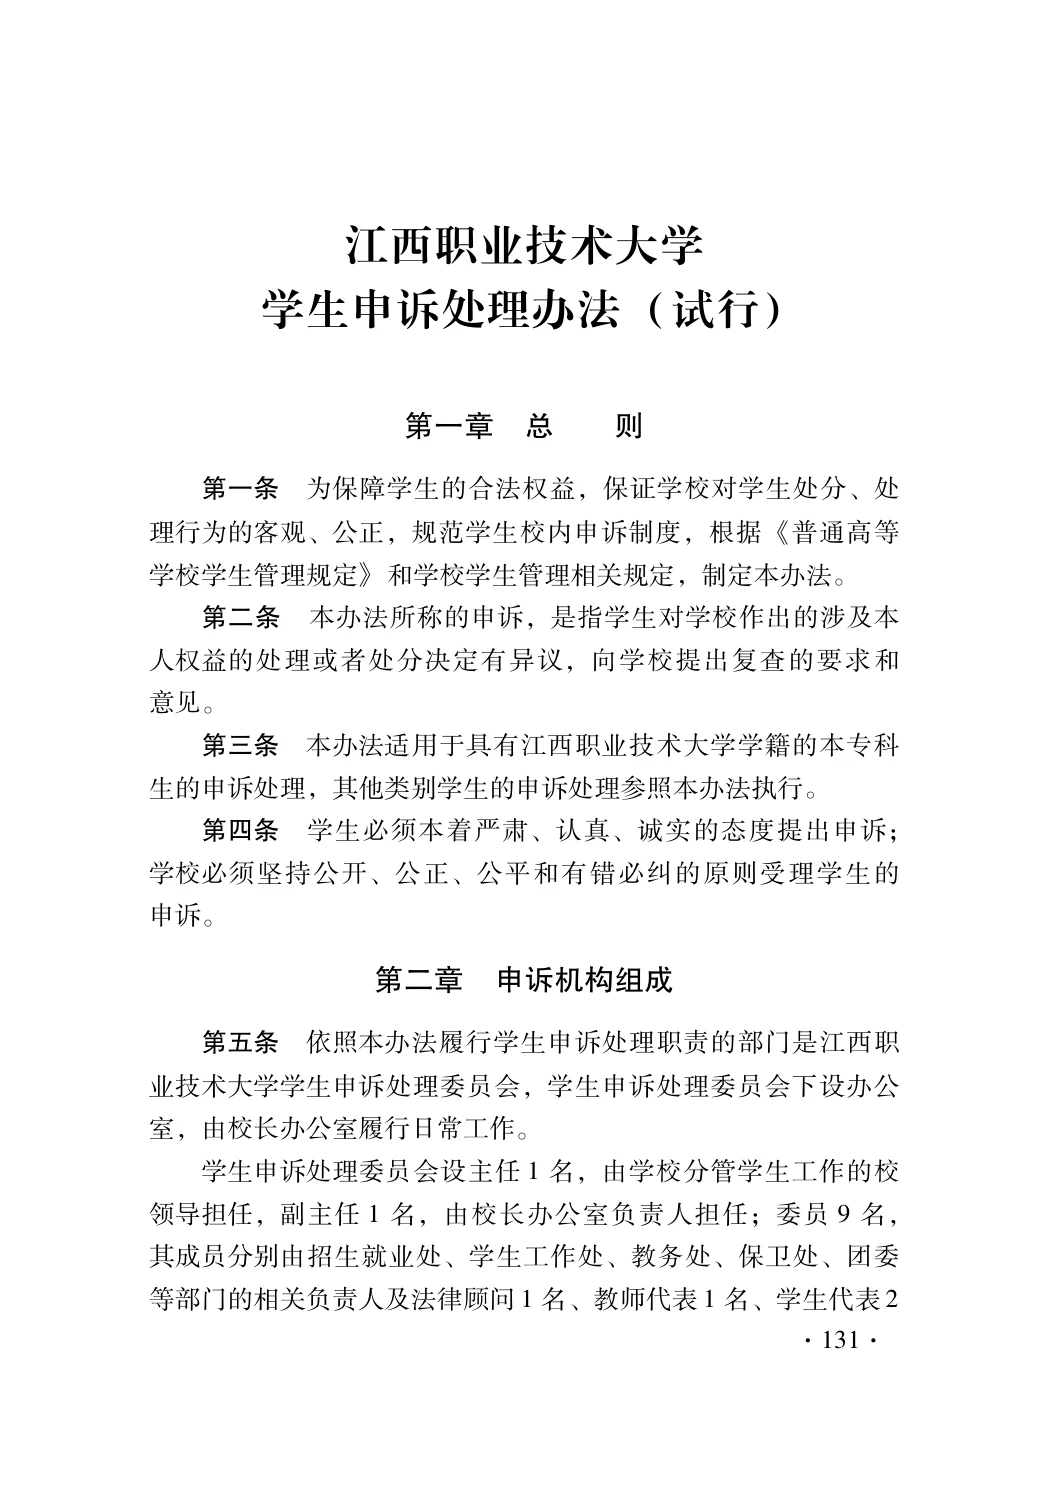 江西职业技术大学
学生申诉处理办法（试行）
第一章　总　　则
第一条　为保障学生的合法权益，保证学校对学生处分、处
理行为的客观、公正，规范学生校内申诉制度，根据《普通高等
学校学生管理规定》和学校学生管理相关规定，制定本办法。
第二条　本办法所称的申诉，是指学生对学校作出的涉及本
人权益的处理或者处分决定有异议，向学校提出复查的要求和
意见。
第三条　本办法适用于具有江西职业技术大学学籍的本专科
生的申诉处理，其他类别学生的申诉处理参照本办法执行。
第四条　学生必须本着严肃、认真、诚实的态度提出申诉；
学校必须坚持公开、公正、公平和有错必纠的原则受理学生的
申诉。
第二章　申诉机构组成
第五条　依照本办法履行学生申诉处理职责的部门是江西职
业技术大学学生申诉处理委员会，学生申诉处理委员会下设办公
室，由校长办公室履行日常工作。
学生申诉处理委员会设主任 1 名，由学校分管学生工作的校
领导担任，副主任 1 名，由校长办公室负责人担任；委员 9 名，
其成员分别由招生就业处、学生工作处、教务处、保卫处、团委
等部门的相关负责人及法律顾问 1 名、教师代表 1 名、学生代表 2
· 131 ·